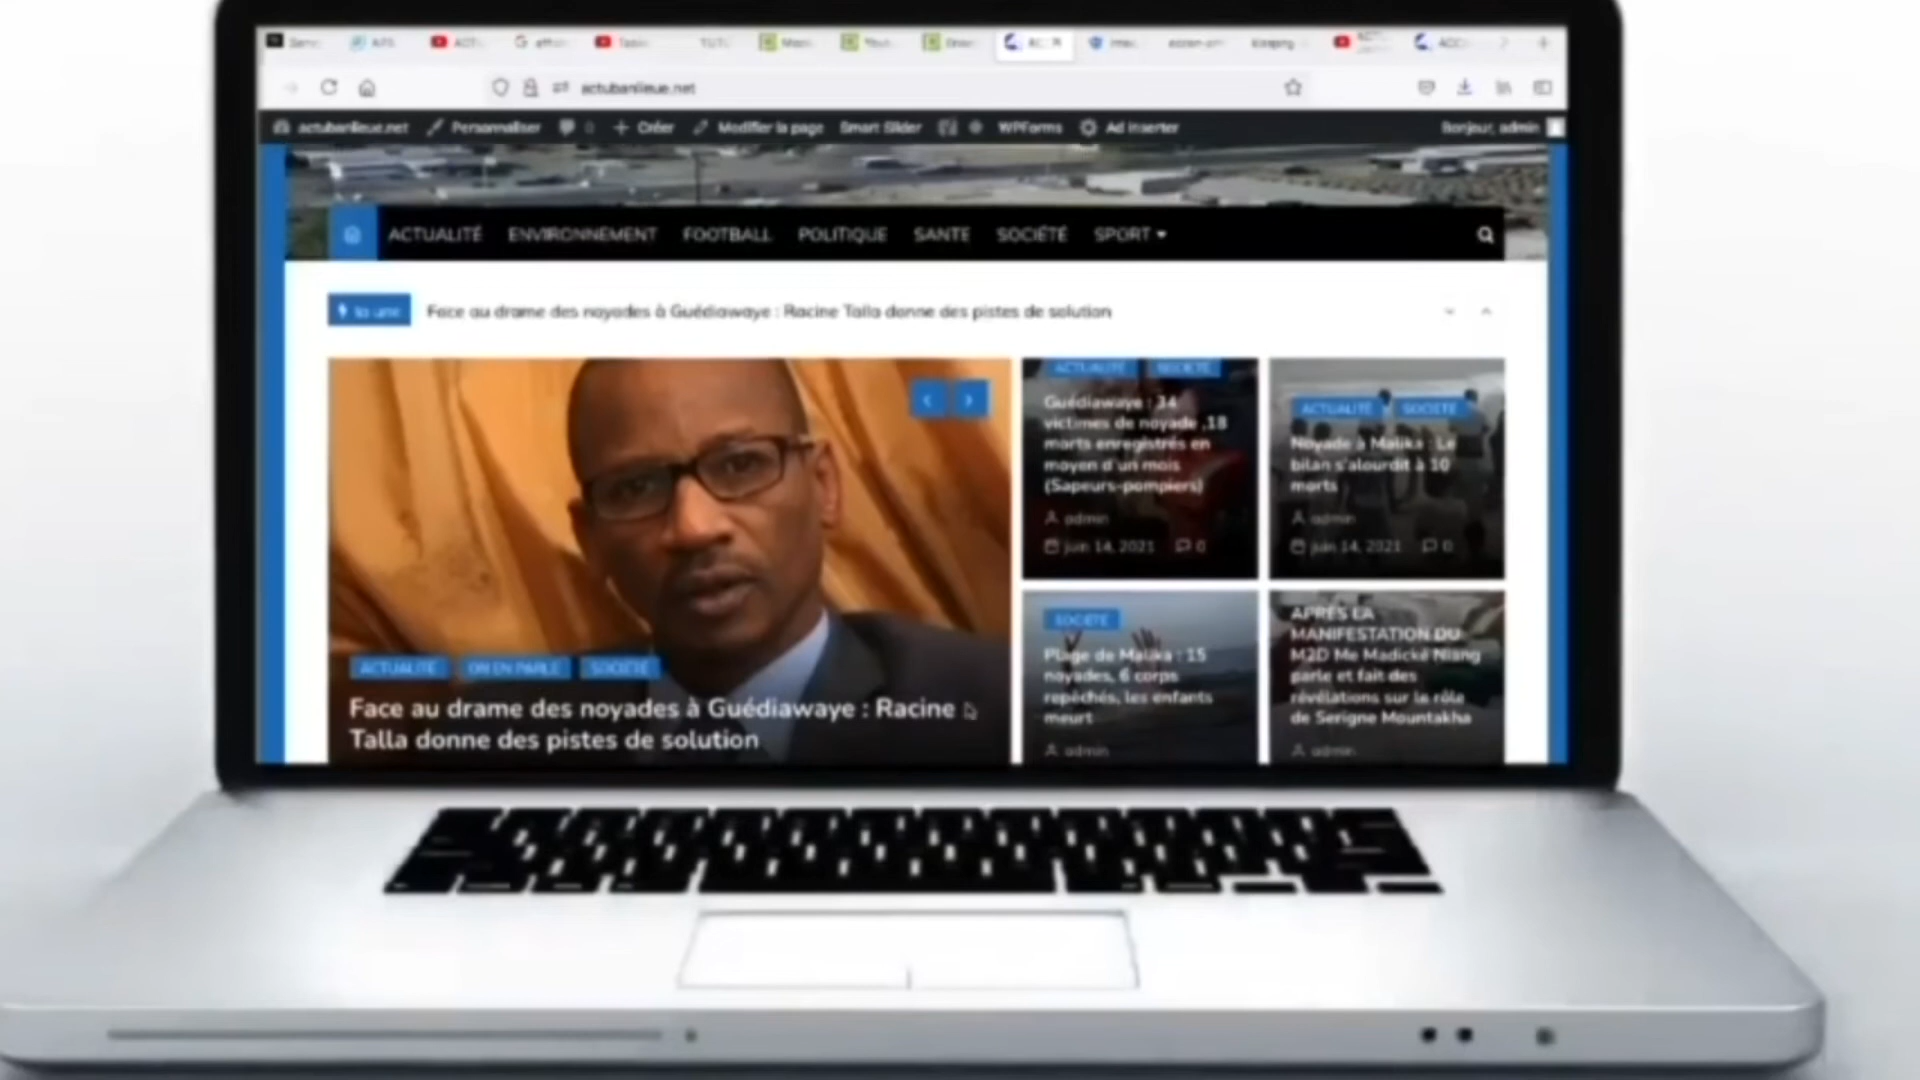 actubanlieue.net
actubanlieue.net Personnaliser 0 Créer Modifier la page Smart Slider WPForms Ad Inserter Bonjour, admin
ACTUALITÉ ENVIRONNEMENT FOOTBALL POLITIQUE SANTE SOCIÉTÉ SPORT
la une
Face au drame des noyades à Guédiawaye : Racine Talla donne des pistes de solution
ACTUALITÉ ON EN PARLE SOCIÉTÉ
Face au drame des noyades à Guédiawaye : Racine
Talla donne des pistes de solution
ACTUALITÉ SOCIÉTÉ
Guédiawaye : 34
victimes de noyade ,18
morts enregistrés en
moyen d'un mois
(Sapeurs-pompiers)
admin
juin 14, 2021 0
ACTUALITÉ SOCIÉTÉ
Noyade à Malika : Le
bilan s'alourdit à 10
morts
admin
juin 14, 2021 0
SOCIÉTÉ
Plage de Malika : 15
noyades, 6 corps
repêchés, les enfants
meurt
admin
APRÈS LA
MANIFESTATION DU
M2D Me Madické Niang
parle et fait des
révélations sur le rôle
de Serigne Mountakha
admin